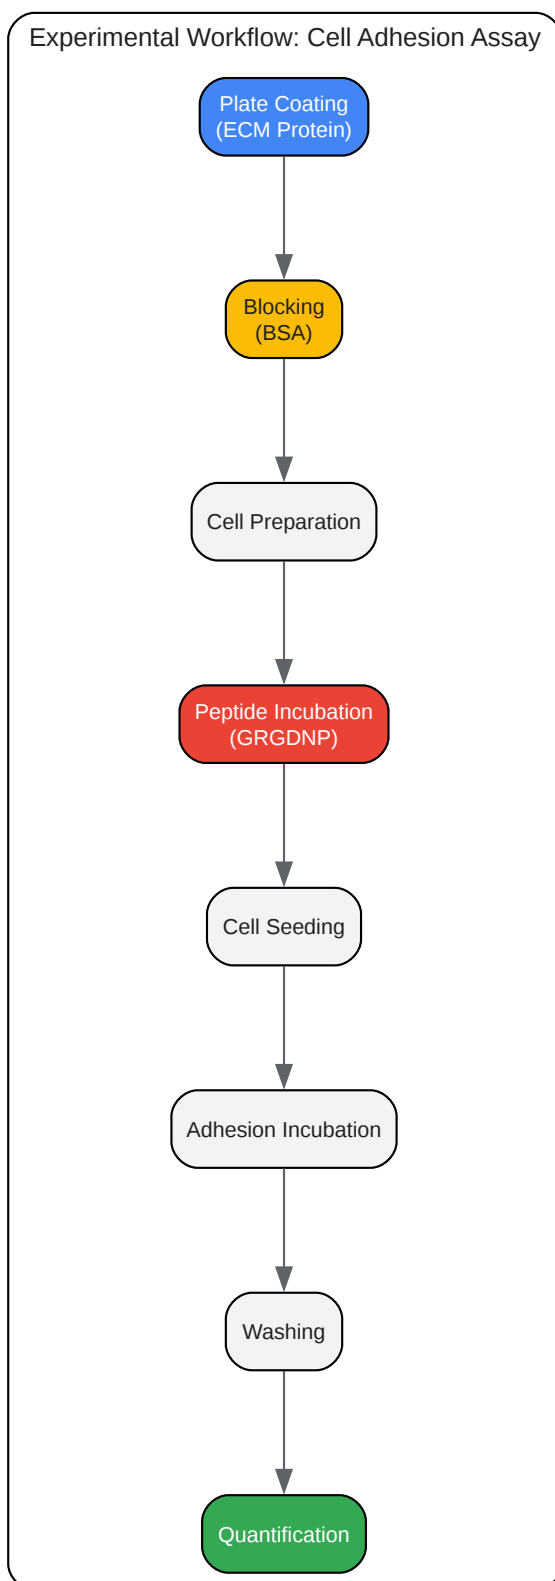 Experimental Workflow: Cell Adhesion Assay
Plate Coating
(ECM Protein)
Blocking
(BSA)
Cell Preparation
Peptide Incubation
(GRGDNP)
Cell Seeding
Adhesion Incubation
Washing
Quantification